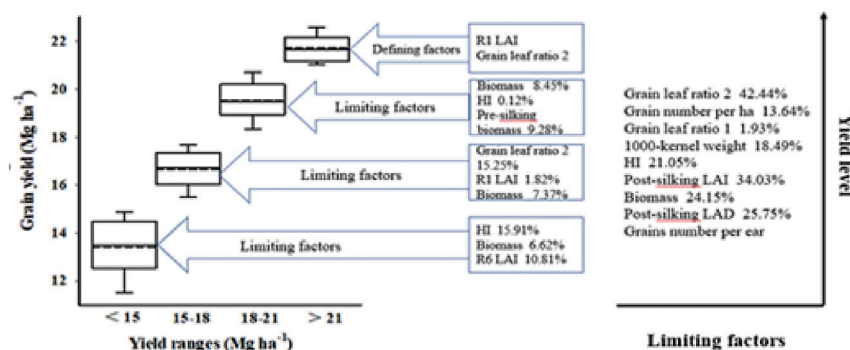 Grain yield (Mg ha-1)
22
20
18
16
14
12
< 15
15-18
18-21
> 21
Yield ranges (Mg ha-1)
Defining factors
R1 LAI
Grain leaf ratio 2
Limiting factors
Biomass 8.45%
HI 0.12%
Pre-silking
biomass 9.28%
Limiting factors
Grain leaf ratio 2
15.25%
R1 LAI 1.82%
Biomass 7.37%
Limiting factors
HI 15.91%
Biomass 6.62%
R6 LAI 10.81%
Grain leaf ratio 2 42.44%
Grain number per ha 13.64%
Grain leaf ratio 1 1.93%
1000-kernel weight 18.49%
HI 21.05%
Post-silking LAI 34.03%
Biomass 24.15%
Post-silking LAD 25.75%
Grains number per ear
Yield level
Limiting factors